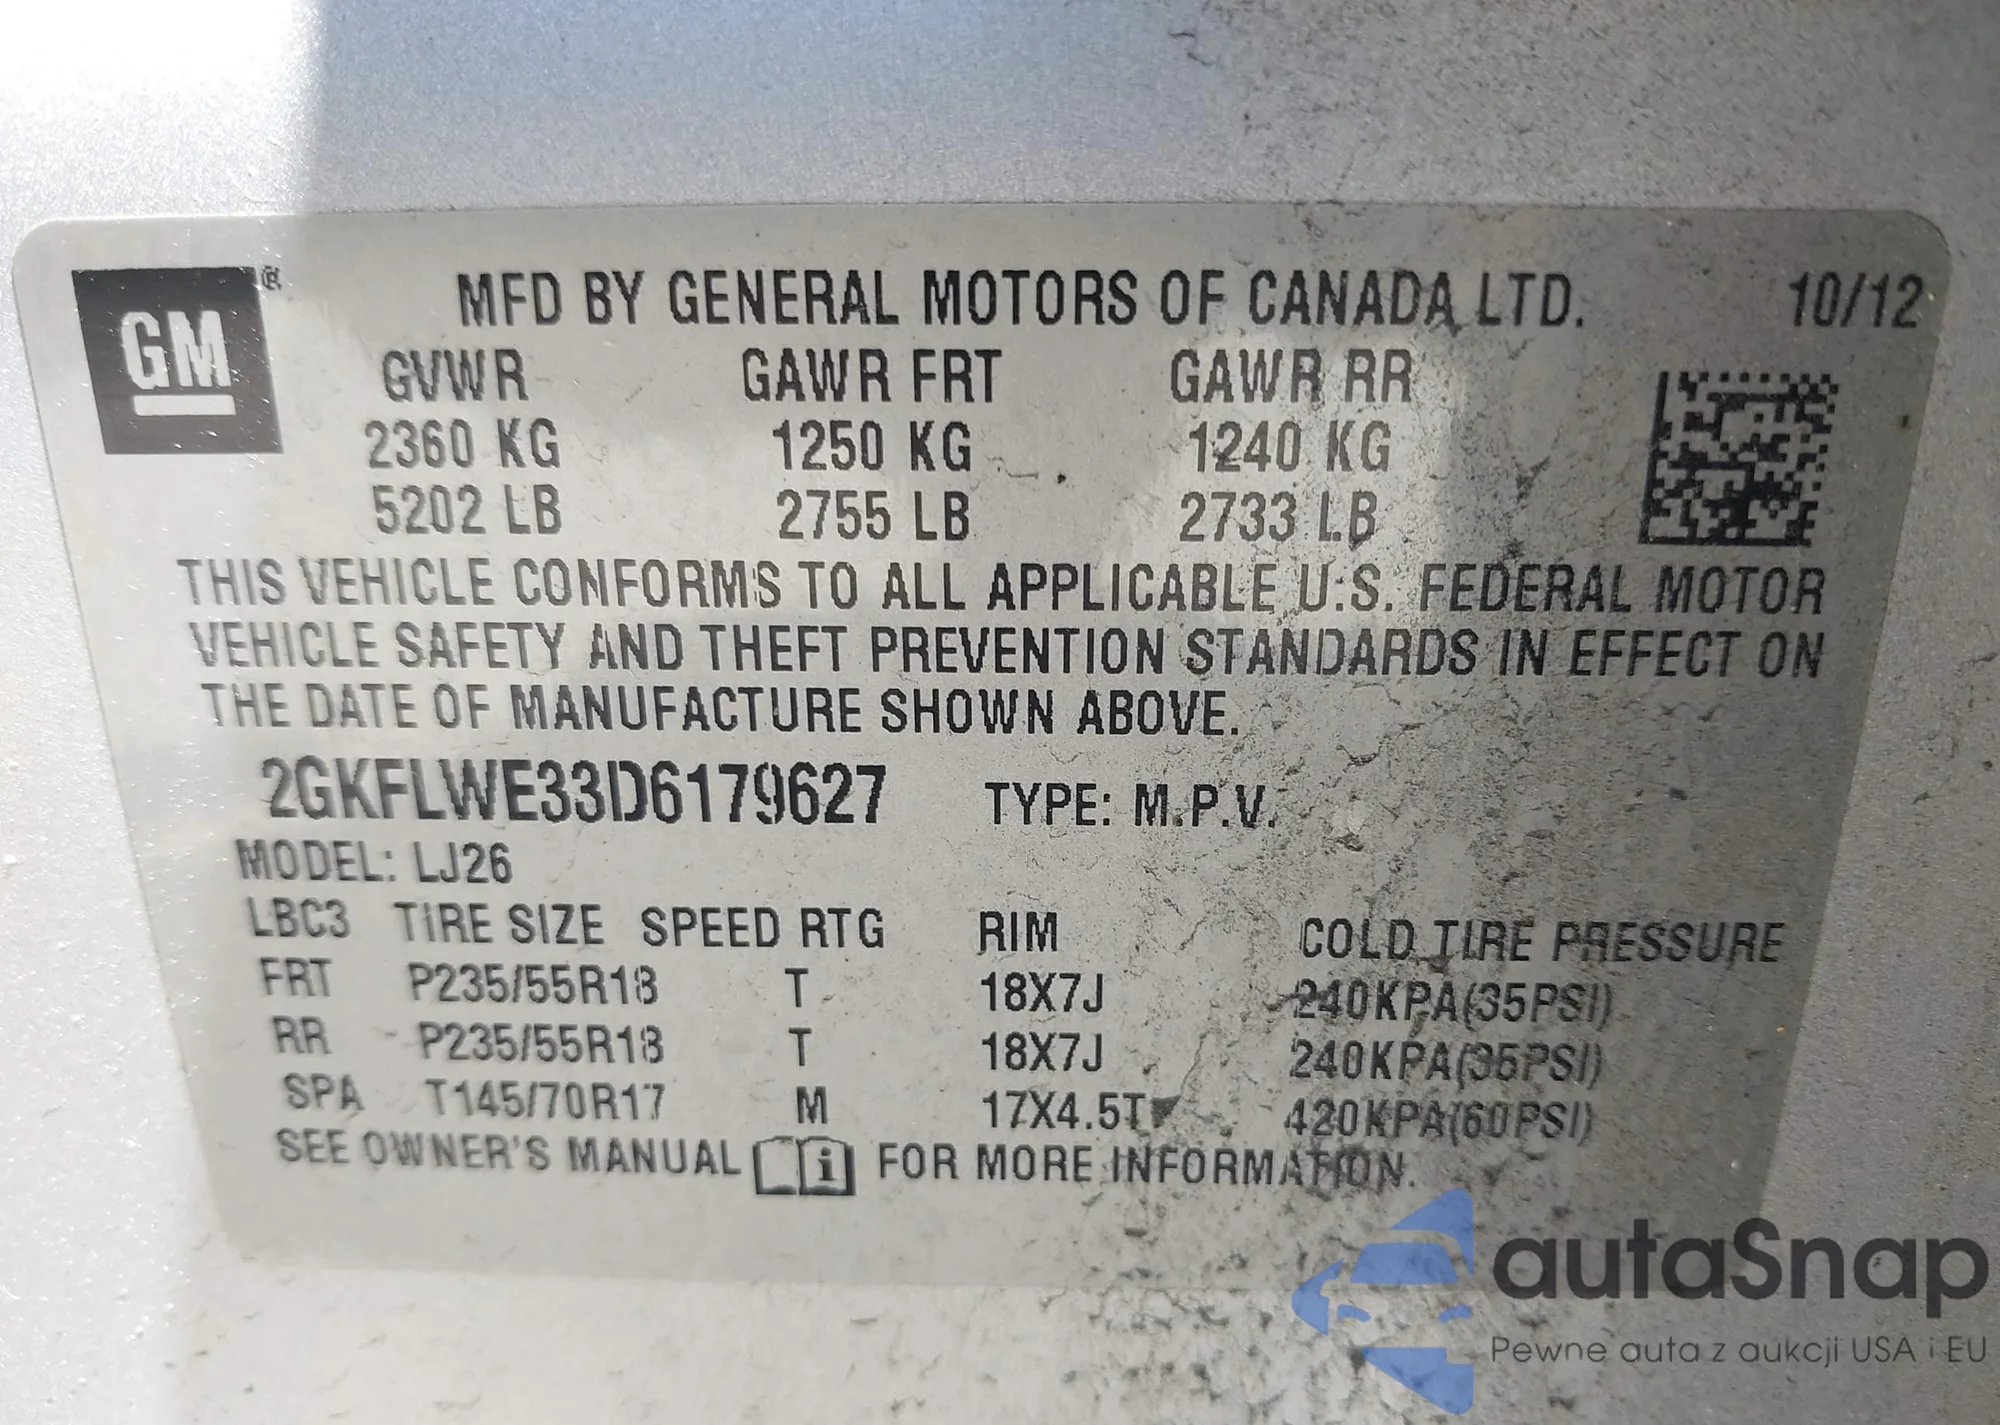 GM ®
MFD BY GENERAL MOTORS OF CANADA LTD. 10/12
GVWR GAWR FRT GAWR RR
2360 KG 1250 KG 1240 KG
5202 LB 2755 LB 2733 LB
THIS VEHICLE CONFORMS TO ALL APPLICABLE U.S. FEDERAL MOTOR
VEHICLE SAFETY AND THEFT PREVENTION STANDARDS IN EFFECT ON
THE DATE OF MANUFACTURE SHOWN ABOVE.
2GKFLWE33D6179627 TYPE: M.P.V.
MODEL: LJ26
LBC3 TIRE SIZE SPEED RTG RIM COLD TIRE PRESSURE
FRT P235/55R18 T 18X7J 240KPA(35PSI)
RR P235/55R18 T 18X7J 240KPA(35PSI)
SPA T145/70R17 M 17X4.5T 420KPA(60PSI)
SEE OWNER'S MANUAL i FOR MORE INFORMATION.
autaSnap
Pewne auta z aukcji USA i EU